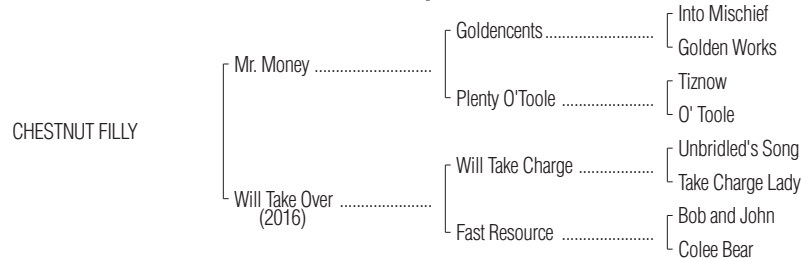 Into Mischief
Goldencents
Golden Works
Mr. Money
Tiznow
Plenty O'Toole
O' Toole
CHESTNUT FILLY
Unbridled's Song
Will Take Charge
Take Charge Lady
Will Take Over
(2016)
Bob and John
Fast Resource
Colee Bear